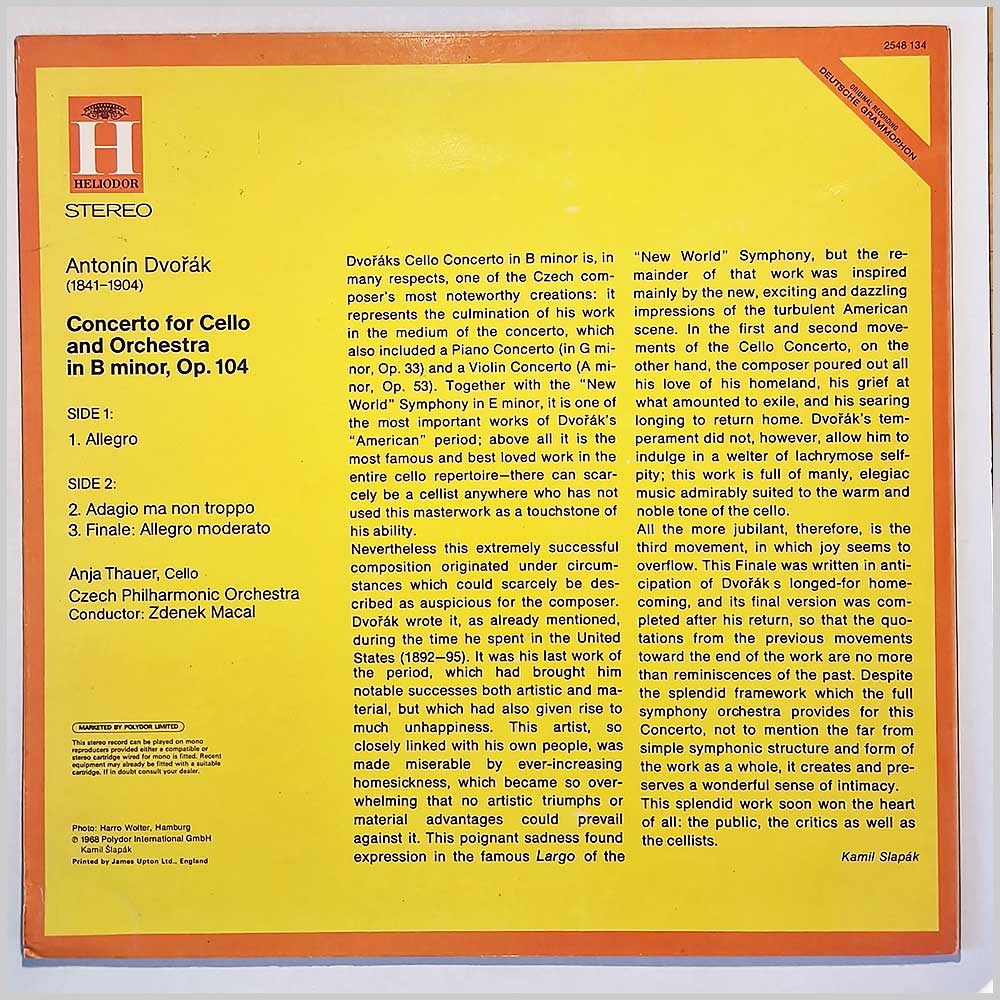 2548 134
ORIGINAL RECORDING
DEUTSCHE GRAMMOPHON
H
HELIODOR
STEREO
Antonín Dvořák
(1841–1904)
Concerto for Cello
and Orchestra
in B minor, Op. 104
SIDE 1:
1. Allegro
SIDE 2:
2. Adagio ma non troppo
3. Finale: Allegro moderato
Anja Thauer, Cello
Czech Philharmonic Orchestra
Conductor: Zdenek Macal
MARKETED BY POLYDOR LIMITED
This stereo record can be played on mono
reproducers provided either a compatible or
stereo cartridge wired for mono is fitted. Recent
equipment may already be fitted with a suitable
cartridge. If in doubt consult your dealer.
Photo: Harro Wolter, Hamburg
℗ 1968 Polydor International GmbH
Kamil Slapák
Printed by James Upton Ltd., England
Dvořáks Cello Concerto in B minor is, in
many respects, one of the Czech com-
poser's most noteworthy creations: it
represents the culmination of his work
in the medium of the concerto, which
also included a Piano Concerto (in G mi-
nor, Op. 33) and a Violin Concerto (A mi-
nor, Op. 53). Together with the "New
World" Symphony in E minor, it is one of
the most important works of Dvořák's
"American" period; above all it is the
most famous and best loved work in the
entire cello repertoire—there can scar-
cely be a cellist anywhere who has not
used this masterwork as a touchstone of
his ability.
Nevertheless this extremely successful
composition originated under circum-
stances which could scarcely be des-
cribed as auspicious for the composer.
Dvořák wrote it, as already mentioned,
during the time he spent in the United
States (1892–95). It was his last work of
the period, which had brought him
notable successes both artistic and ma-
terial, but which had also given rise to
much unhappiness. This artist, so
closely linked with his own people, was
made miserable by ever-increasing
homesickness, which became so over-
whelming that no artistic triumphs or
material advantages could prevail
against it. This poignant sadness found
expression in the famous Largo of the
"New World" Symphony, but the re-
mainder of that work was inspired
mainly by the new, exciting and dazzling
impressions of the turbulent American
scene. In the first and second move-
ments of the Cello Concerto, on the
other hand, the composer poured out all
his love of his homeland, his grief at
what amounted to exile, and his searing
longing to return home. Dvořák's tem-
perament did not, however, allow him to
indulge in a welter of lachrymose self-
pity; this work is full of manly, elegiac
music admirably suited to the warm and
noble tone of the cello.
All the more jubilant, therefore, is the
third movement, in which joy seems to
overflow. This Finale was written in anti-
cipation of Dvořák s longed-for home-
coming, and its final version was com-
pleted after his return, so that the quo-
tations from the previous movements
toward the end of the work are no more
than reminiscences of the past. Despite
the splendid framework which the full
symphony orchestra provides for this
Concerto, not to mention the far from
simple symphonic structure and form of
the work as a whole, it creates and pre-
serves a wonderful sense of intimacy.
This splendid work soon won the heart
of all: the public, the critics as well as
the cellists.
Kamil Slapák